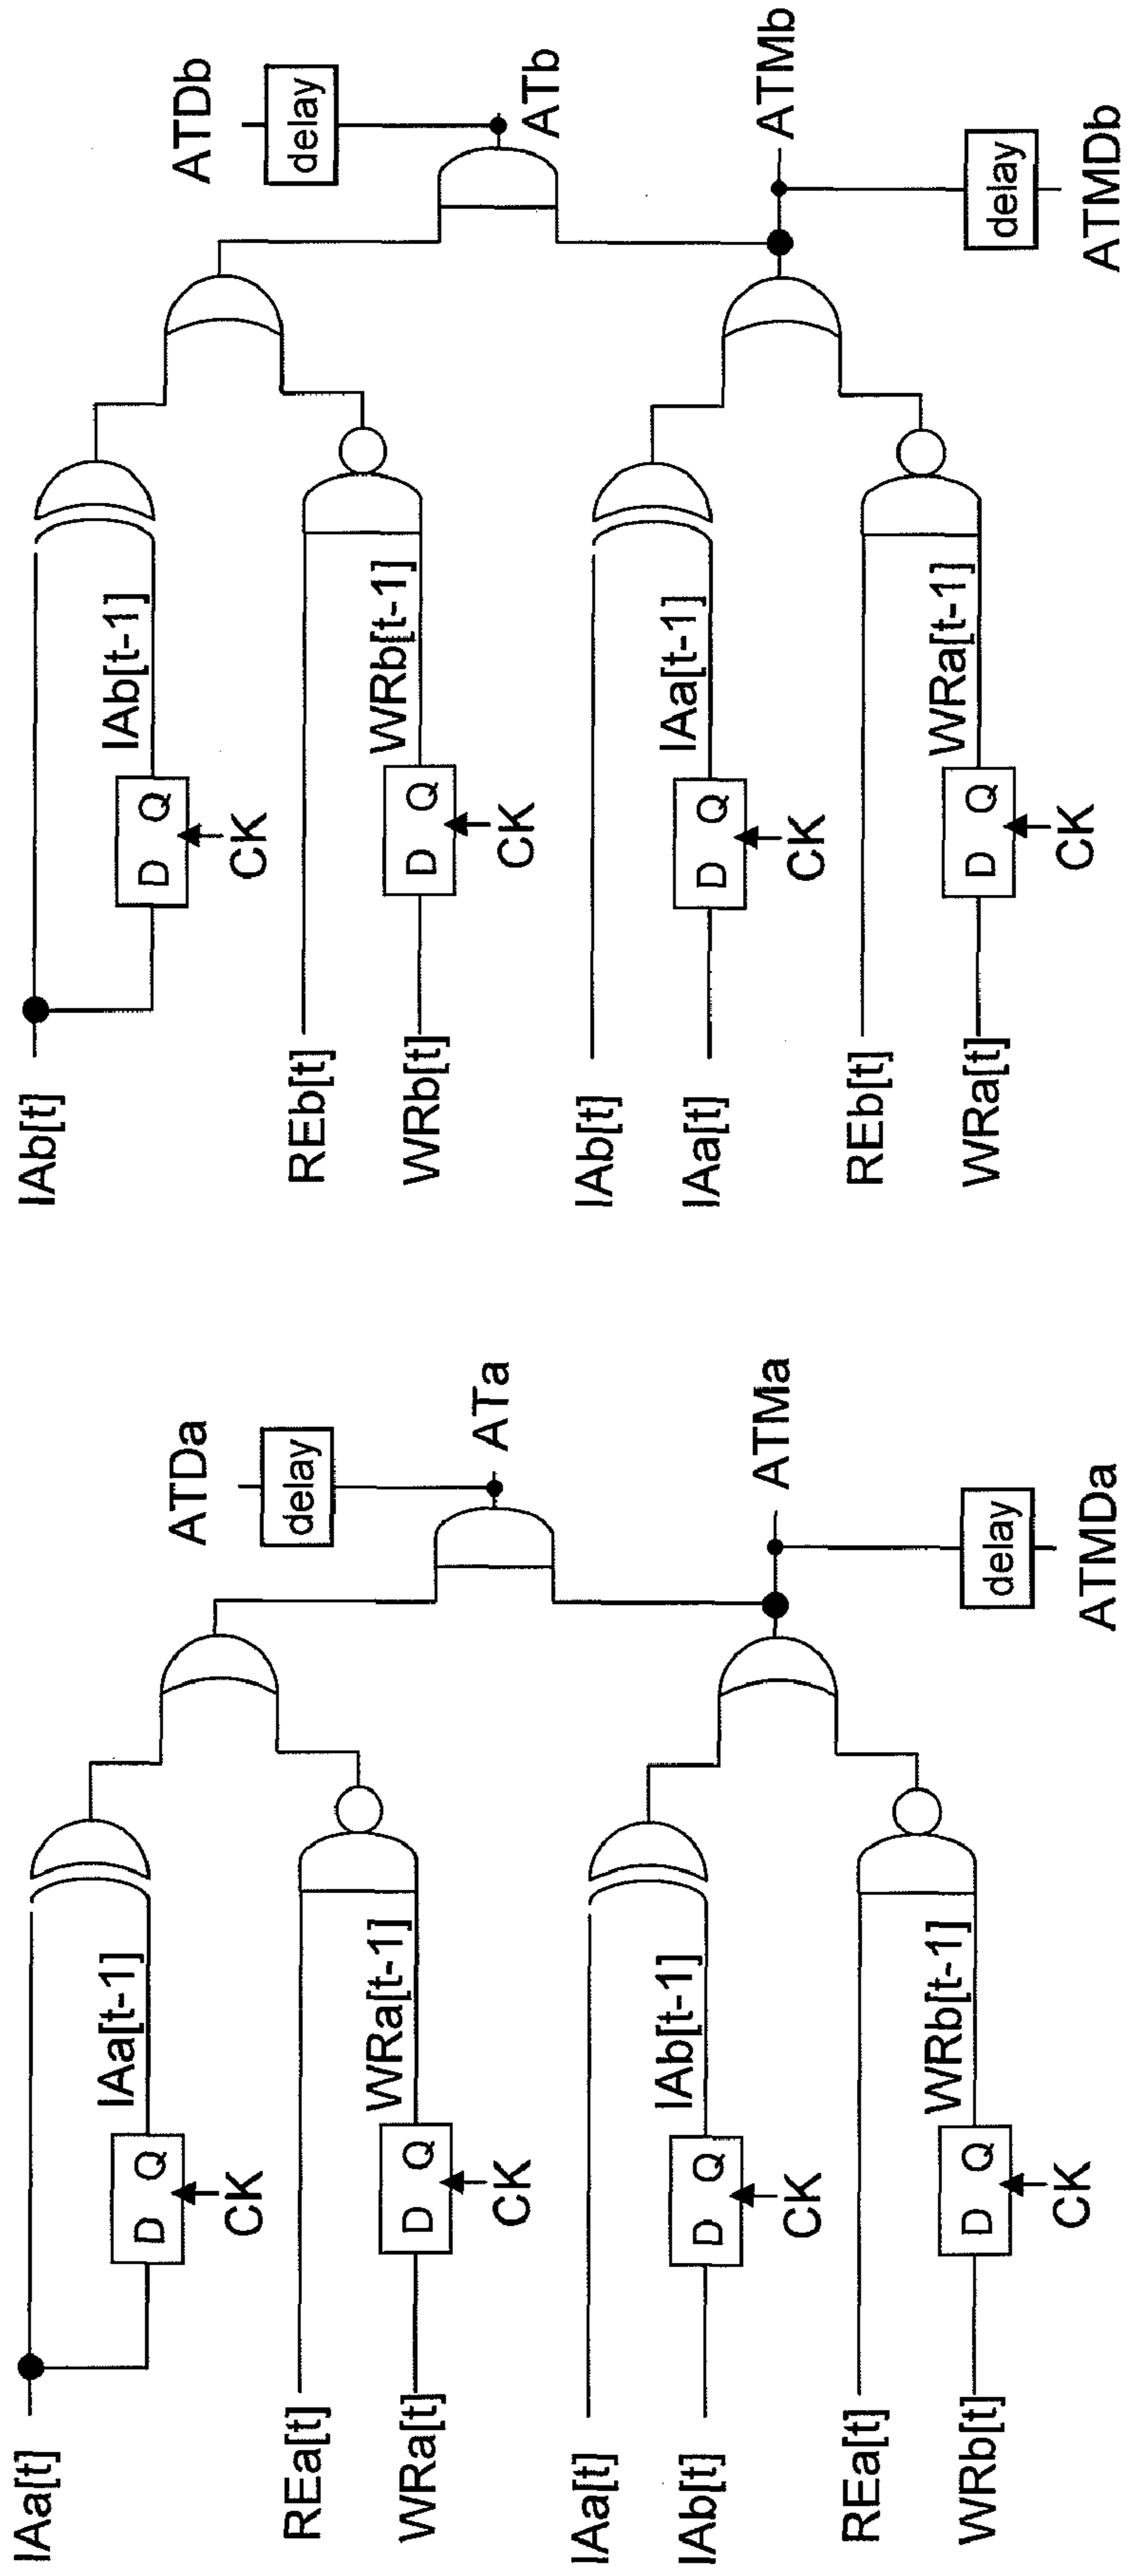 IAa[t]
IAa[t-1]
D Q
CK
REa[t]
WRa[t-1]
WRa[t]
D Q
CK
ATDa
delay
ATa
IAa[t]
IAb[t-1]
IAb[t]
D Q
CK
REa[t]
WRb[t-1]
WRb[t]
D Q
CK
ATMa
delay
ATMDa
IAb[t]
IAb[t-1]
D Q
CK
REb[t]
WRb[t-1]
WRb[t]
D Q
CK
ATDb
delay
ATb
IAb[t]
IAa[t-1]
IAa[t]
D Q
CK
REb[t]
WRa[t-1]
WRa[t]
D Q
CK
ATMb
delay
ATMDb